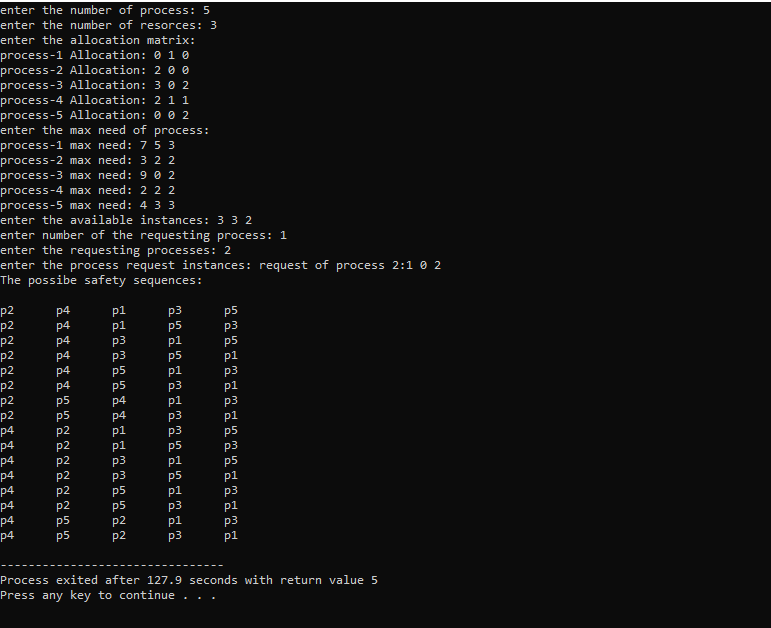 enter the number of process: 5
enter the number of resorces: 3
enter the allocation matrix:
process-1 Allocation: 0 1 0
process-2 Allocation: 2 0 0
process-3 Allocation: 3 0 2
process-4 Allocation: 2 1 1
process-5 Allocation: 0 0 2
enter the max need of process:
process-1 max need: 7 5 3
process-2 max need: 3 2 2
process-3 max need: 9 0 2
process-4 max need: 2 2 2
process-5 max need: 4 3 3
enter the available instances: 3 3 2
enter number of the requesting process: 1
enter the requesting processes: 2
enter the process request instances: request of process 2:1 0 2
The possibe safety sequences:
p2 p4 p1 p3 p5
p2 p4 p1 p5 p3
p2 p4 p3 p1 p5
p2 p4 p3 p5 p1
p2 p4 p5 p1 p3
p2 p4 p5 p3 p1
p2 p5 p4 p1 p3
p2 p5 p4 p3 p1
p4 p2 p1 p3 p5
p4 p2 p1 p5 p3
p4 p2 p3 p1 p5
p4 p2 p3 p5 p1
p4 p2 p5 p1 p3
p4 p2 p5 p3 p1
p4 p5 p2 p1 p3
p4 p5 p2 p3 p1
--------------------------------
Process exited after 127.9 seconds with return value 5
Press any key to continue . . .